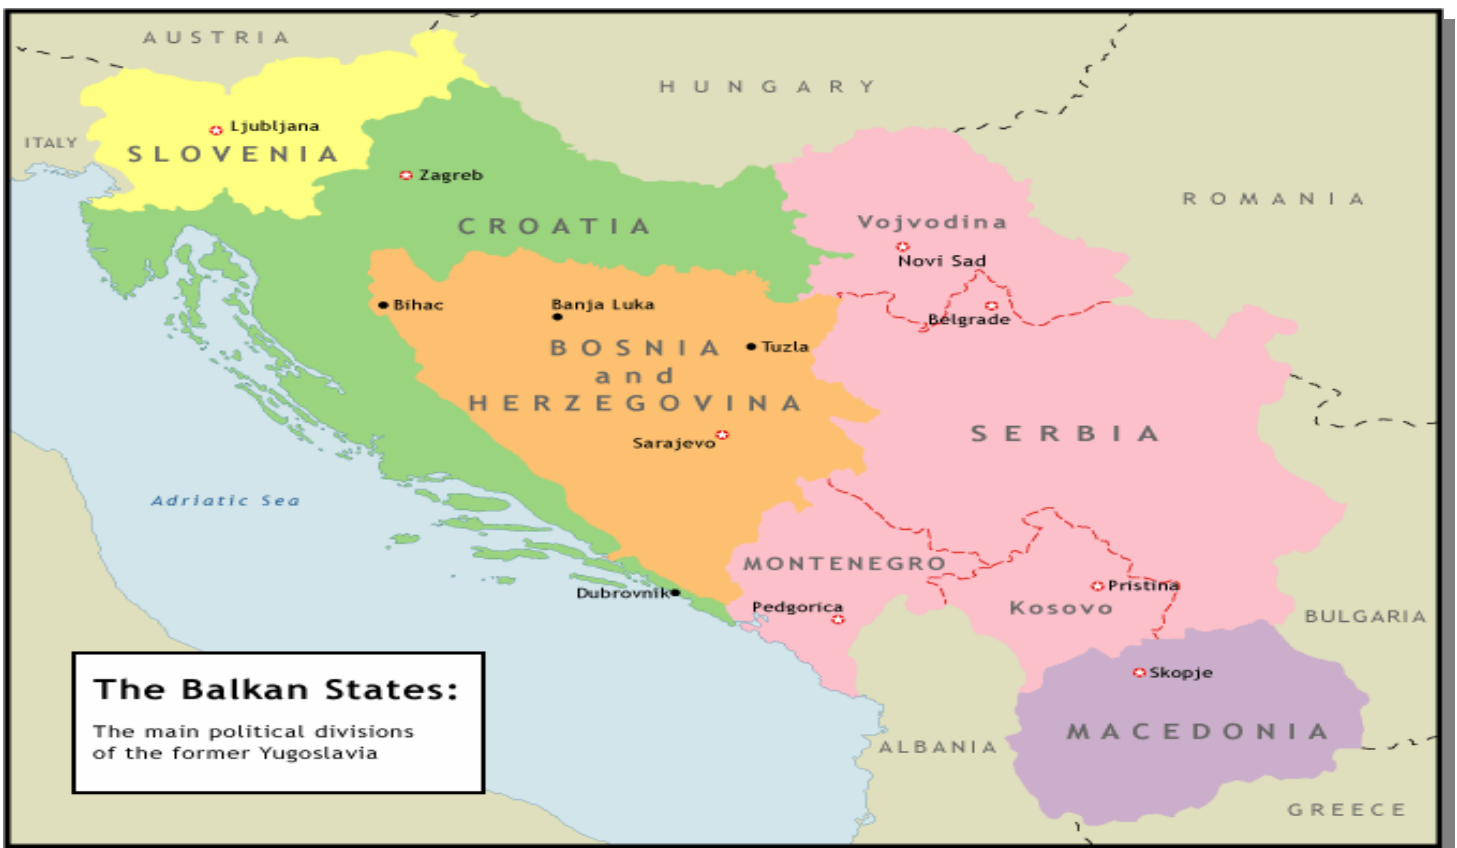 AUSTRIA
HUNGARY
Ljubljana
ITALY
SLOVENIA
Zagreb
ROMANIA
CROATIA
Vojvodina
Novi Sad
Bihac
Banja Luka
Belgrade
BOSNIA
and
HERZEGOVINA
Tuzla
SERBIA
Sarajevo
Adriatic Sea
MONTENEGRO
Dubrovnik
Pedgorica
Pristina
Kosovo
BULGARIA
Skopje
MACEDONIA
ALBANIA
GREECE
The Balkan States:
The main political divisions
of the former Yugoslavia